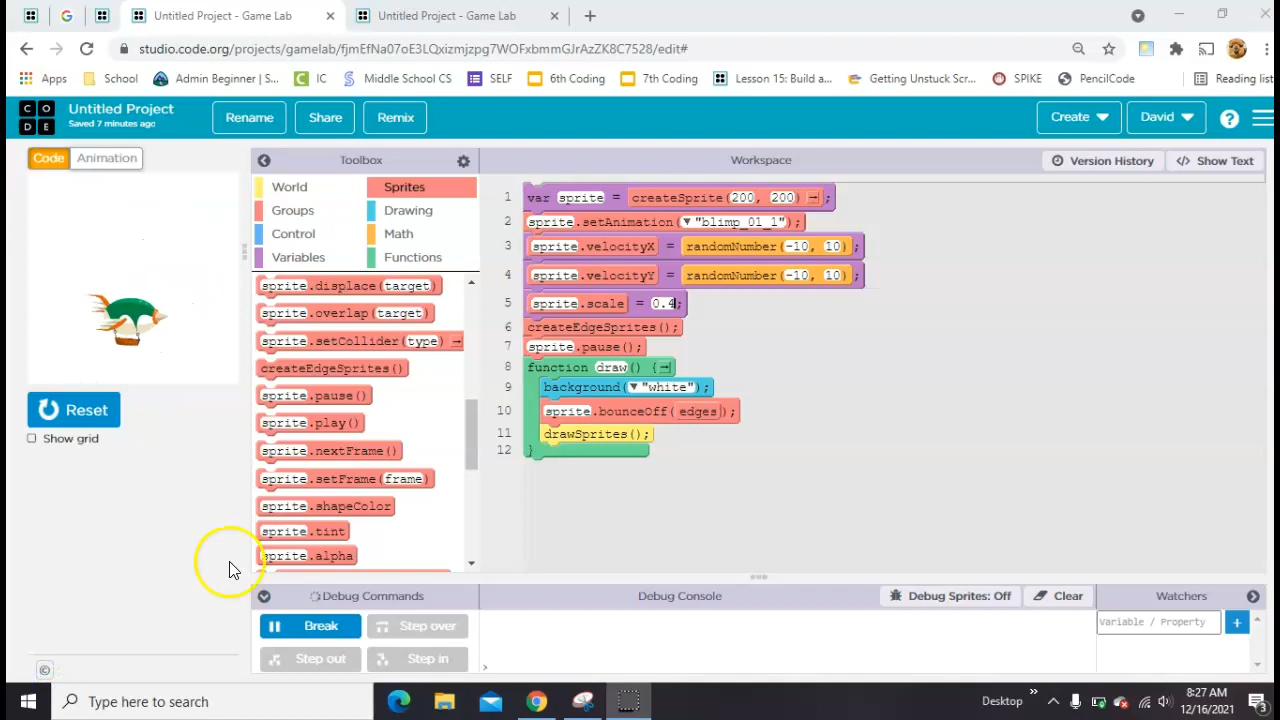 Untitled Project - Game Lab
Untitled Project - Game Lab
studio.code.org/projects/gamelab/fjmEfNa07oE3LQxizmjzpg7WOFxbmmGJrAzZK8C7528/edit#
Apps School Admin Beginner | S... IC Middle School CS SELF 6th Coding 7th Coding Lesson 15: Build a... Getting Unstuck Scr... SPIKE PencilCode Reading list
C O D E
Untitled Project
Saved 7 minutes ago
Rename Share Remix
Create David ?
Code Animation
Toolbox
Workspace
Version History
</> Show Text
World Sprites
Groups Drawing
Control Math
Variables Functions
sprite.displace(target)
sprite.overlap(target)
sprite.setCollider(type)
createEdgeSprites()
sprite.pause()
sprite.play()
sprite.nextFrame()
sprite.setFrame(frame)
sprite.shapeColor
sprite.tint
sprite.alpha
1 var sprite = createSprite(200, 200);
2 sprite.setAnimation("blimp_01_1");
3 sprite.velocityX = randomNumber(-10, 10);
4 sprite.velocityY = randomNumber(-10, 10);
5 sprite.scale = 0.4;
6 createEdgeSprites();
7 sprite.pause();
8 function draw() {
9 background("white");
10 sprite.bounceOff(edges);
11 drawSprites();
12 }
Reset
Show grid
Debug Commands
Debug Console
Debug Sprites: Off
Clear
Watchers
Break Step over
Step out Step in
Variable / Property
+
>
©
Type here to search
Desktop
8:27 AM
12/16/2021
3